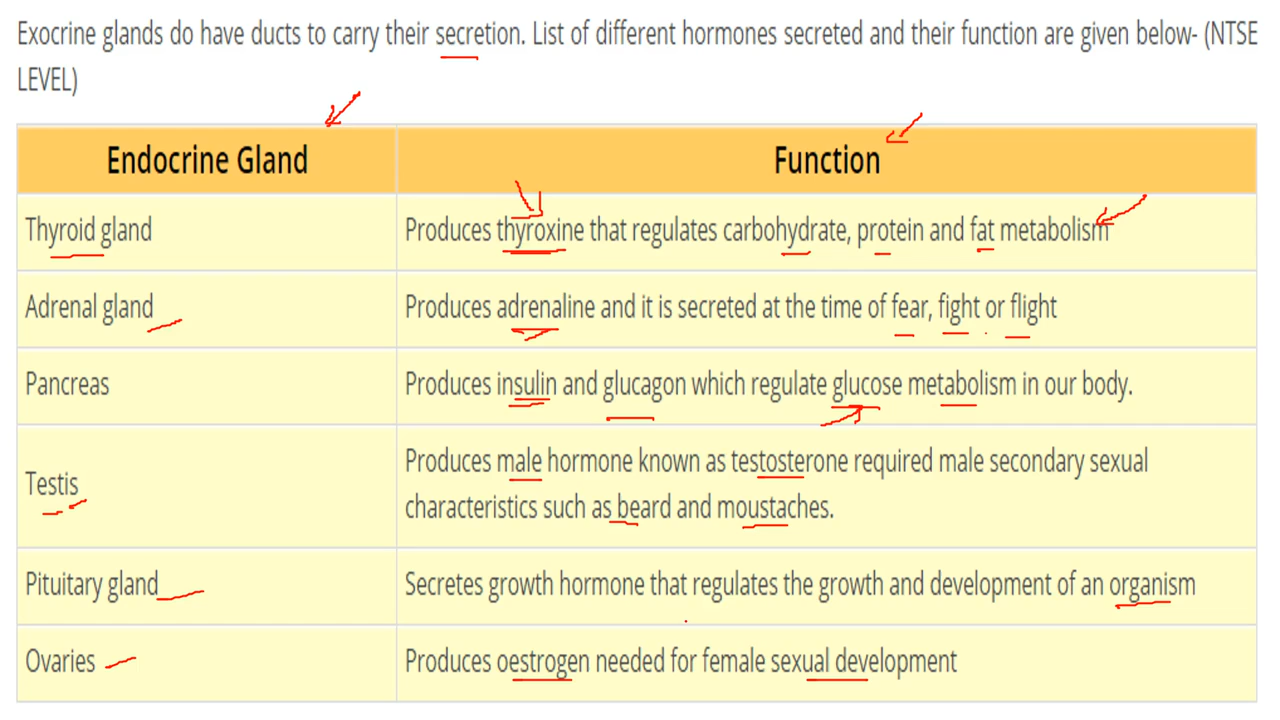 Exocrine glands do have ducts to carry their secretion. List of different hormones secreted and their function are given below- (NTSE
LEVEL)
Endocrine Gland Function
Thyroid gland Produces thyroxine that regulates carbohydrate, protein and fat metabolism
Adrenal gland Produces adrenaline and it is secreted at the time of fear, fight or flight
Pancreas Produces insulin and glucagon which regulate glucose metabolism in our body.
Testis Produces male hormone known as testosterone required male secondary sexual
characteristics such as beard and moustaches.
Pituitary gland Secretes growth hormone that regulates the growth and development of an organism
Ovaries Produces oestrogen needed for female sexual development